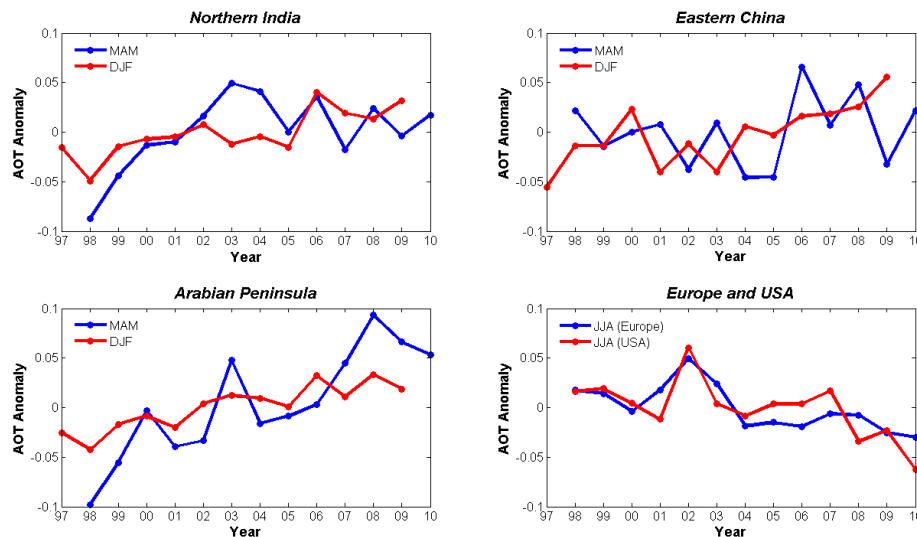 Northern India
0.1
0.05
0
-0.05
-0.1
AOT Anomaly
MAM
DJF
97 98 99 00 01 02 03 04 05 06 07 08 09 10
Year
Eastern China
0.1
0.05
0
-0.05
-0.1
AOT Anomaly
MAM
DJF
97 98 99 00 01 02 03 04 05 06 07 08 09 10
Year
Arabian Peninsula
0.1
0.05
0
-0.05
-0.1
AOT Anomaly
MAM
DJF
97 98 99 00 01 02 03 04 05 06 07 08 09 10
Year
Europe and USA
0.1
0.05
0
-0.05
-0.1
AOT Anomaly
JJA (Europe)
JJA (USA)
97 98 99 00 01 02 03 04 05 06 07 08 09 10
Year